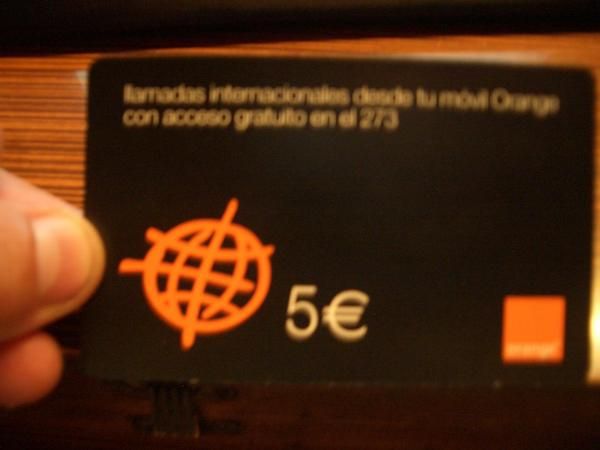 llamadas internacionales desde tu móvil Orange
con acceso gratuito en el 273
5€
orange